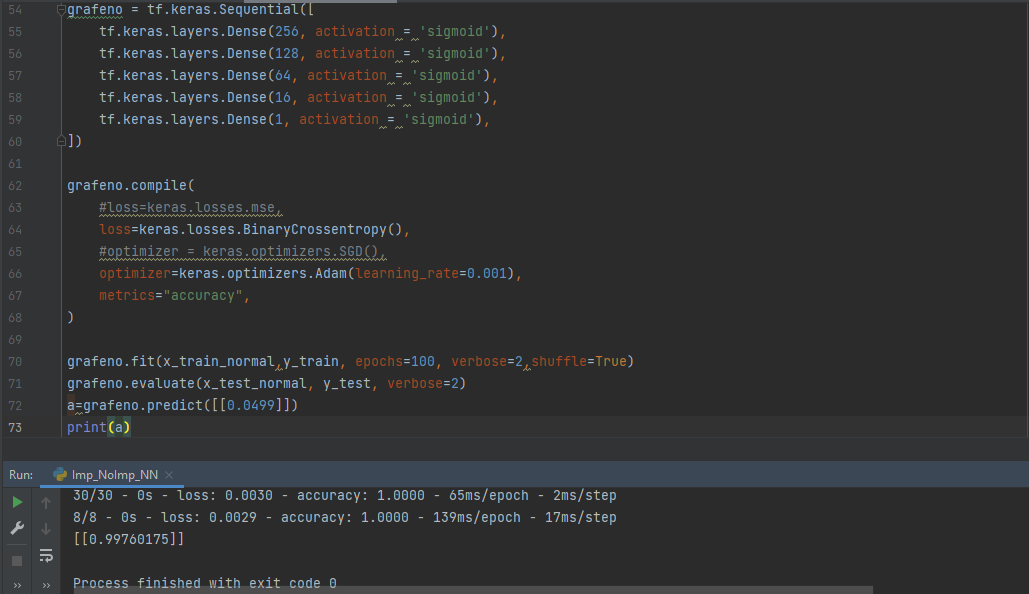 54 grafeno = tf.keras.Sequential([
55 tf.keras.layers.Dense(256, activation = 'sigmoid'),
56 tf.keras.layers.Dense(128, activation = 'sigmoid'),
57 tf.keras.layers.Dense(64, activation = 'sigmoid'),
58 tf.keras.layers.Dense(16, activation = 'sigmoid'),
59 tf.keras.layers.Dense(1, activation = 'sigmoid'),
60 ])
61
62 grafeno.compile(
63 #loss=keras.losses.mse,
64 loss=keras.losses.BinaryCrossentropy(),
65 #optimizer = keras.optimizers.SGD(),
66 optimizer=keras.optimizers.Adam(learning_rate=0.001),
67 metrics="accuracy",
68 )
69
70 grafeno.fit(x_train_normal,y_train, epochs=100, verbose=2,shuffle=True)
71 grafeno.evaluate(x_test_normal, y_test, verbose=2)
72 a=grafeno.predict([[0.0499]])
73 print(a)
Run: Imp_NoImp_NN ×
30/30 - 0s - loss: 0.0030 - accuracy: 1.0000 - 65ms/epoch - 2ms/step
8/8 - 0s - loss: 0.0029 - accuracy: 1.0000 - 139ms/epoch - 17ms/step
[[0.99760175]]
Process finished with exit code 0